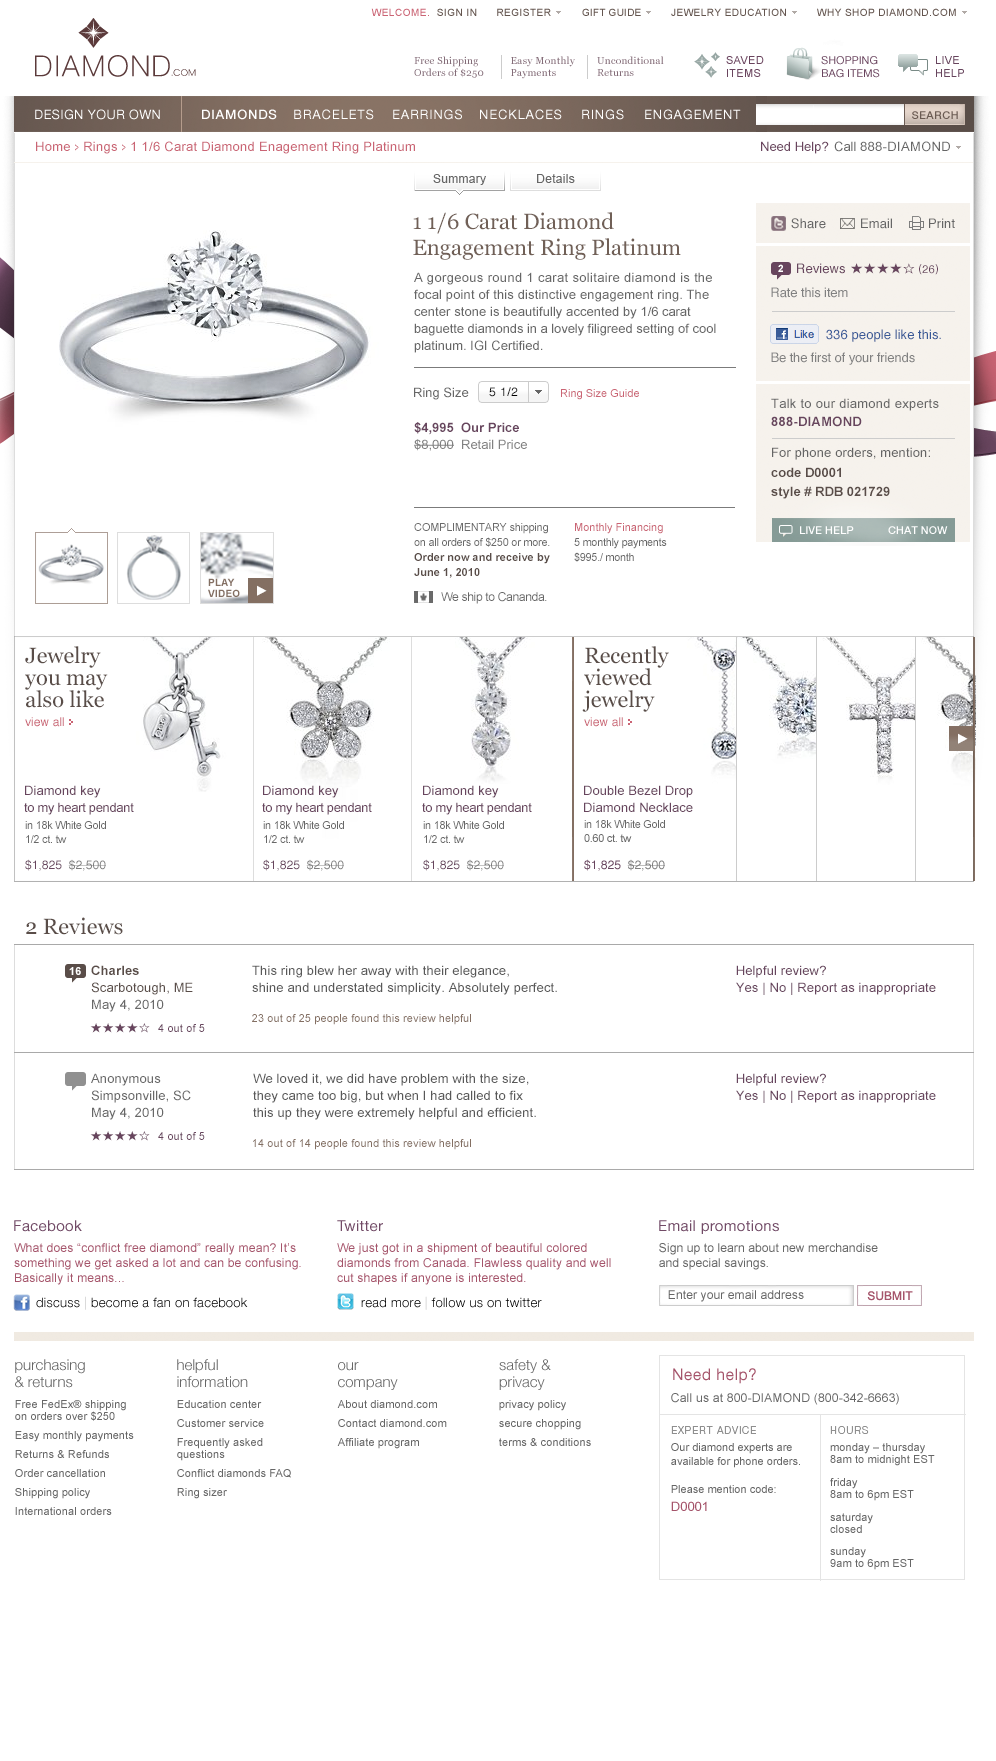 WELCOME. SIGN IN REGISTER GIFT GUIDE JEWELRY EDUCATION WHY SHOP DIAMOND.COM
DIAMOND.COM
Free Shipping
Orders of $250
Easy Monthly
Payments
Unconditional
Returns
SAVED
ITEMS
SHOPPING
BAG ITEMS
LIVE
HELP
DESIGN YOUR OWN DIAMONDS BRACELETS EARRINGS NECKLACES RINGS ENGAGEMENT SEARCH
Home › Rings › 1 1/6 Carat Diamond Enagement Ring Platinum
Need Help? Call 888-DIAMOND
Summary Details
1 1/6 Carat Diamond
Engagement Ring Platinum
A gorgeous round 1 carat solitaire diamond is the
focal point of this distinctive engagement ring. The
center stone is beautifully accented by 1/6 carat
baguette diamonds in a lovely filigreed setting of cool
platinum. IGI Certified.
Ring Size 5 1/2 Ring Size Guide
$4,995 Our Price
$8,000 Retail Price
COMPLIMENTARY shipping
on all orders of $250 or more.
Order now and receive by
June 1, 2010
Monthly Financing
5 monthly payments
$995./ month
We ship to Cananda.
PLAY
VIDEO
Share Email Print
2 Reviews ★★★★☆ (26)
Rate this item
Like 336 people like this.
Be the first of your friends
Talk to our diamond experts
888-DIAMOND
For phone orders, mention:
code D0001
style # RDB 021729
LIVE HELP CHAT NOW
Jewelry
you may
also like
view all
Diamond key
to my heart pendant
in 18k White Gold
1/2 ct. tw
$1,825 $2,500
Diamond key
to my heart pendant
in 18k White Gold
1/2 ct. tw
$1,825 $2,500
Diamond key
to my heart pendant
in 18k White Gold
1/2 ct. tw
$1,825 $2,500
Recently
viewed
jewelry
view all
Double Bezel Drop
Diamond Necklace
in 18k White Gold
0.60 ct. tw
$1,825 $2,500
2 Reviews
16 Charles
Scarbotough, ME
May 4, 2010
★★★★☆ 4 out of 5
This ring blew her away with their elegance,
shine and understated simplicity. Absolutely perfect.
23 out of 25 people found this review helpful
Helpful review?
Yes | No | Report as inappropriate
Anonymous
Simpsonville, SC
May 4, 2010
★★★★☆ 4 out of 5
We loved it, we did have problem with the size,
they came too big, but when I had called to fix
this up they were extremely helpful and efficient.
14 out of 14 people found this review helpful
Helpful review?
Yes | No | Report as inappropriate
Facebook
What does “conflict free diamond” really mean? It’s
something we get asked a lot and can be confusing.
Basically it means...
discuss | become a fan on facebook
Twitter
We just got in a shipment of beautiful colored
diamonds from Canada. Flawless quality and well
cut shapes if anyone is interested.
read more | follow us on twitter
Email promotions
Sign up to learn about new merchandise
and special savings.
Enter your email address SUBMIT
purchasing
& returns
Free FedEx® shipping
on orders over $250
Easy monthly payments
Returns & Refunds
Order cancellation
Shipping policy
International orders
helpful
information
Education center
Customer service
Frequently asked
questions
Conflict diamonds FAQ
Ring sizer
our
company
About diamond.com
Contact diamond.com
Affiliate program
safety &
privacy
privacy policy
secure chopping
terms & conditions
Need help?
Call us at 800-DIAMOND (800-342-6663)
EXPERT ADVICE
Our diamond experts are
available for phone orders.
Please mention code:
D0001
HOURS
monday – thursday
8am to midnight EST
friday
8am to 6pm EST
saturday
closed
sunday
9am to 6pm EST